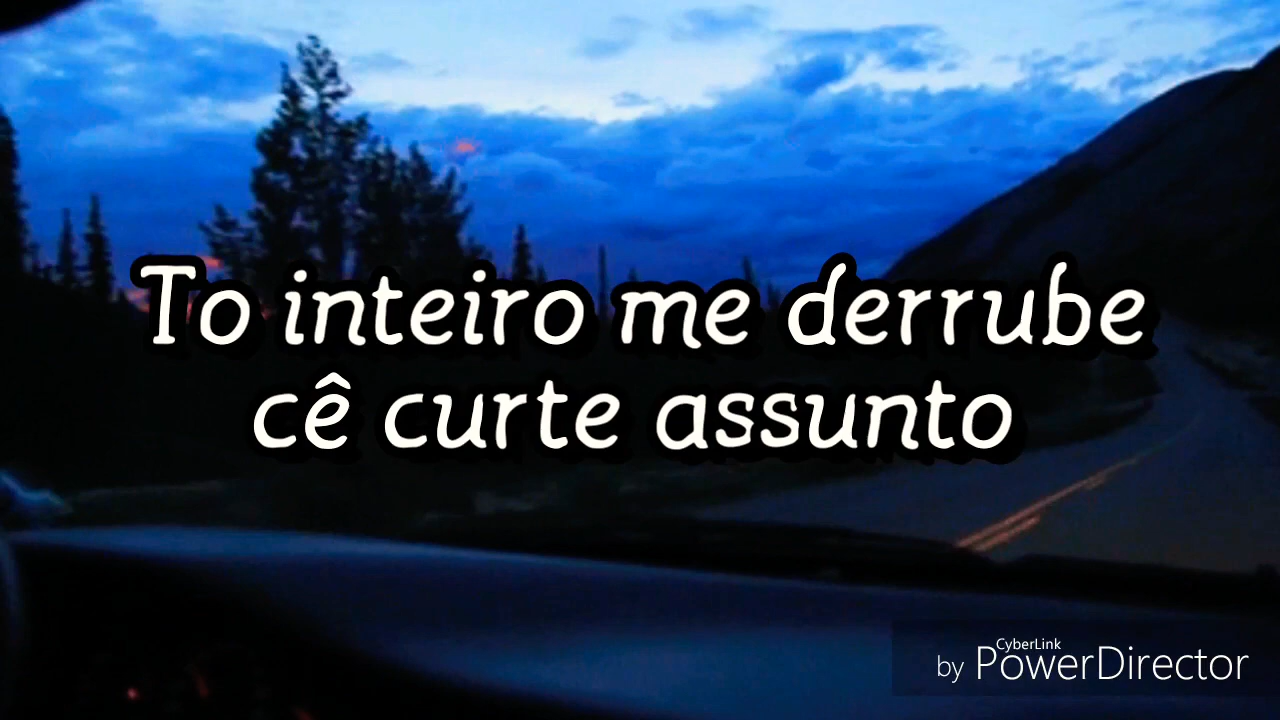 To inteiro me derrube
cê curte assunto
CyberLink
by PowerDirector